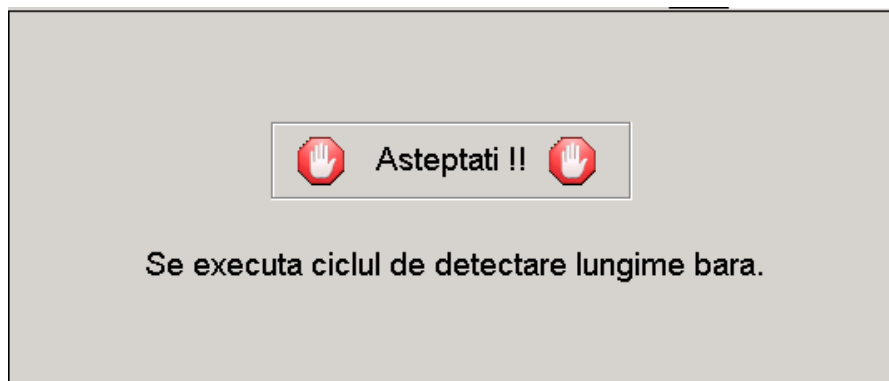 Asteptati !!
Se executa ciclul de detectare lungime bara.